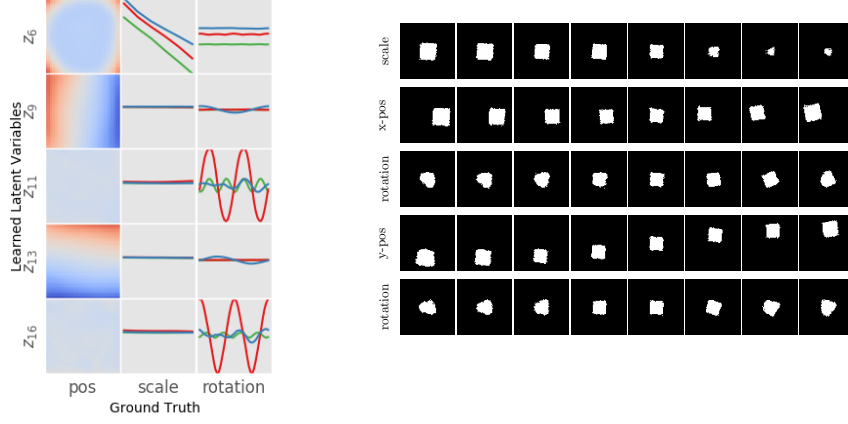 Learned Latent Variables
Z6
Z9
Z11
Z13
Z16
pos scale rotation
Ground Truth
scale
x-pos
rotation
y-pos
rotation